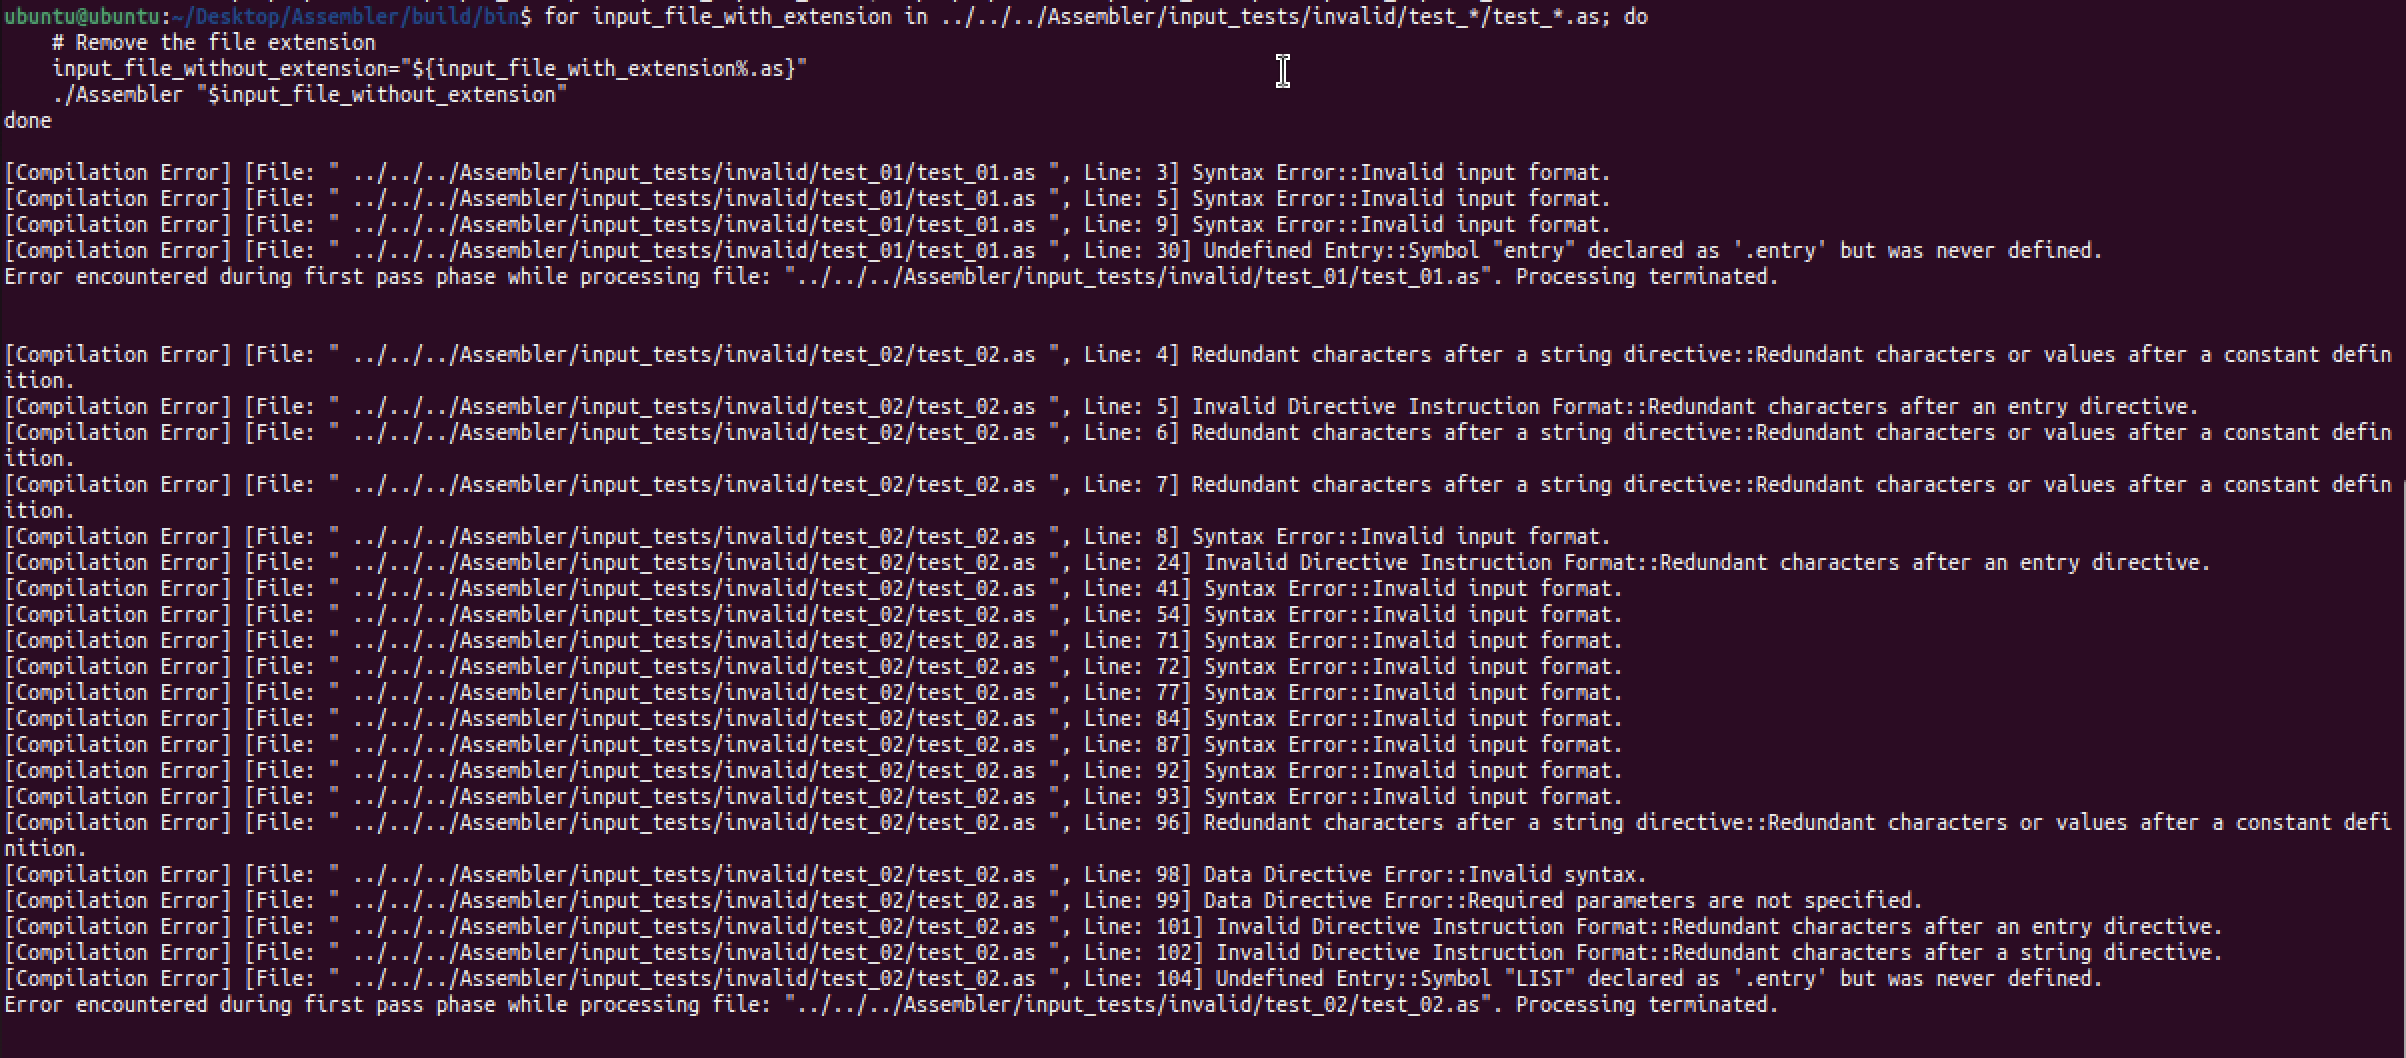 ubuntu@ubuntu:~/Desktop/Assembler/build/bin$ for input_file_with_extension in ../../../Assembler/input_tests/invalid/test_*/test_*.as; do
    # Remove the file extension
    input_file_without_extension="${input_file_with_extension%.as}"
    ./Assembler "$input_file_without_extension"
done
[Compilation Error] [File: " ../../../Assembler/input_tests/invalid/test_01/test_01.as ", Line: 3] Syntax Error::Invalid input format.
[Compilation Error] [File: " ../../../Assembler/input_tests/invalid/test_01/test_01.as ", Line: 5] Syntax Error::Invalid input format.
[Compilation Error] [File: " ../../../Assembler/input_tests/invalid/test_01/test_01.as ", Line: 9] Syntax Error::Invalid input format.
[Compilation Error] [File: " ../../../Assembler/input_tests/invalid/test_01/test_01.as ", Line: 30] Undefined Entry::Symbol "entry" declared as '.entry' but was never defined.
Error encountered during first pass phase while processing file: "../../../Assembler/input_tests/invalid/test_01/test_01.as". Processing terminated.
[Compilation Error] [File: " ../../../Assembler/input_tests/invalid/test_02/test_02.as ", Line: 4] Redundant characters after a string directive::Redundant characters or values after a constant defin
ition.
[Compilation Error] [File: " ../../../Assembler/input_tests/invalid/test_02/test_02.as ", Line: 5] Invalid Directive Instruction Format::Redundant characters after an entry directive.
[Compilation Error] [File: " ../../../Assembler/input_tests/invalid/test_02/test_02.as ", Line: 6] Redundant characters after a string directive::Redundant characters or values after a constant defin
ition.
[Compilation Error] [File: " ../../../Assembler/input_tests/invalid/test_02/test_02.as ", Line: 7] Redundant characters after a string directive::Redundant characters or values after a constant defin
ition.
[Compilation Error] [File: " ../../../Assembler/input_tests/invalid/test_02/test_02.as ", Line: 8] Syntax Error::Invalid input format.
[Compilation Error] [File: " ../../../Assembler/input_tests/invalid/test_02/test_02.as ", Line: 24] Invalid Directive Instruction Format::Redundant characters after an entry directive.
[Compilation Error] [File: " ../../../Assembler/input_tests/invalid/test_02/test_02.as ", Line: 41] Syntax Error::Invalid input format.
[Compilation Error] [File: " ../../../Assembler/input_tests/invalid/test_02/test_02.as ", Line: 54] Syntax Error::Invalid input format.
[Compilation Error] [File: " ../../../Assembler/input_tests/invalid/test_02/test_02.as ", Line: 71] Syntax Error::Invalid input format.
[Compilation Error] [File: " ../../../Assembler/input_tests/invalid/test_02/test_02.as ", Line: 72] Syntax Error::Invalid input format.
[Compilation Error] [File: " ../../../Assembler/input_tests/invalid/test_02/test_02.as ", Line: 77] Syntax Error::Invalid input format.
[Compilation Error] [File: " ../../../Assembler/input_tests/invalid/test_02/test_02.as ", Line: 84] Syntax Error::Invalid input format.
[Compilation Error] [File: " ../../../Assembler/input_tests/invalid/test_02/test_02.as ", Line: 87] Syntax Error::Invalid input format.
[Compilation Error] [File: " ../../../Assembler/input_tests/invalid/test_02/test_02.as ", Line: 92] Syntax Error::Invalid input format.
[Compilation Error] [File: " ../../../Assembler/input_tests/invalid/test_02/test_02.as ", Line: 93] Syntax Error::Invalid input format.
[Compilation Error] [File: " ../../../Assembler/input_tests/invalid/test_02/test_02.as ", Line: 96] Redundant characters after a string directive::Redundant characters or values after a constant defi
nition.
[Compilation Error] [File: " ../../../Assembler/input_tests/invalid/test_02/test_02.as ", Line: 98] Data Directive Error::Invalid syntax.
[Compilation Error] [File: " ../../../Assembler/input_tests/invalid/test_02/test_02.as ", Line: 99] Data Directive Error::Required parameters are not specified.
[Compilation Error] [File: " ../../../Assembler/input_tests/invalid/test_02/test_02.as ", Line: 101] Invalid Directive Instruction Format::Redundant characters after an entry directive.
[Compilation Error] [File: " ../../../Assembler/input_tests/invalid/test_02/test_02.as ", Line: 102] Invalid Directive Instruction Format::Redundant characters after a string directive.
[Compilation Error] [File: " ../../../Assembler/input_tests/invalid/test_02/test_02.as ", Line: 104] Undefined Entry::Symbol "LIST" declared as '.entry' but was never defined.
Error encountered during first pass phase while processing file: "../../../Assembler/input_tests/invalid/test_02/test_02.as". Processing terminated.